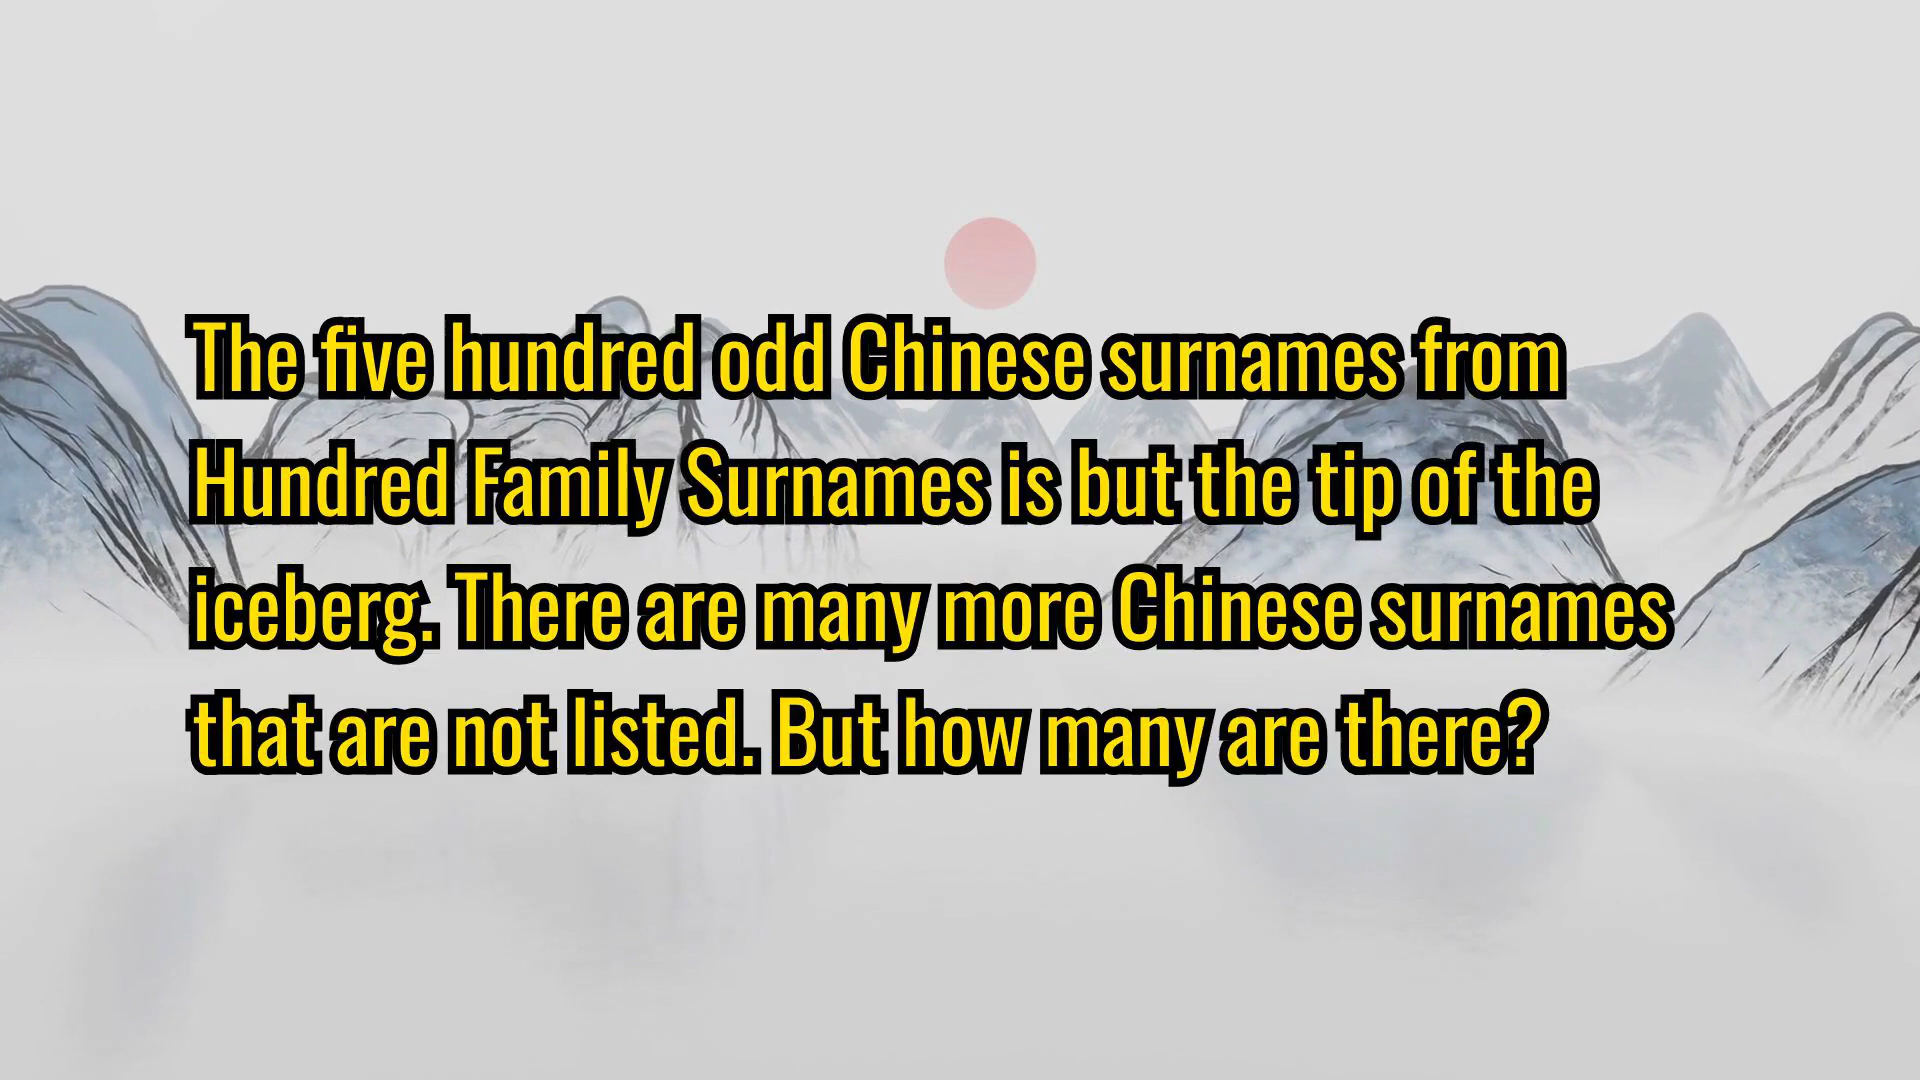 The five hundred odd Chinese surnames from
Hundred Family Surnames is but the tip of the
iceberg. There are many more Chinese surnames
that are not listed. But how many are there?